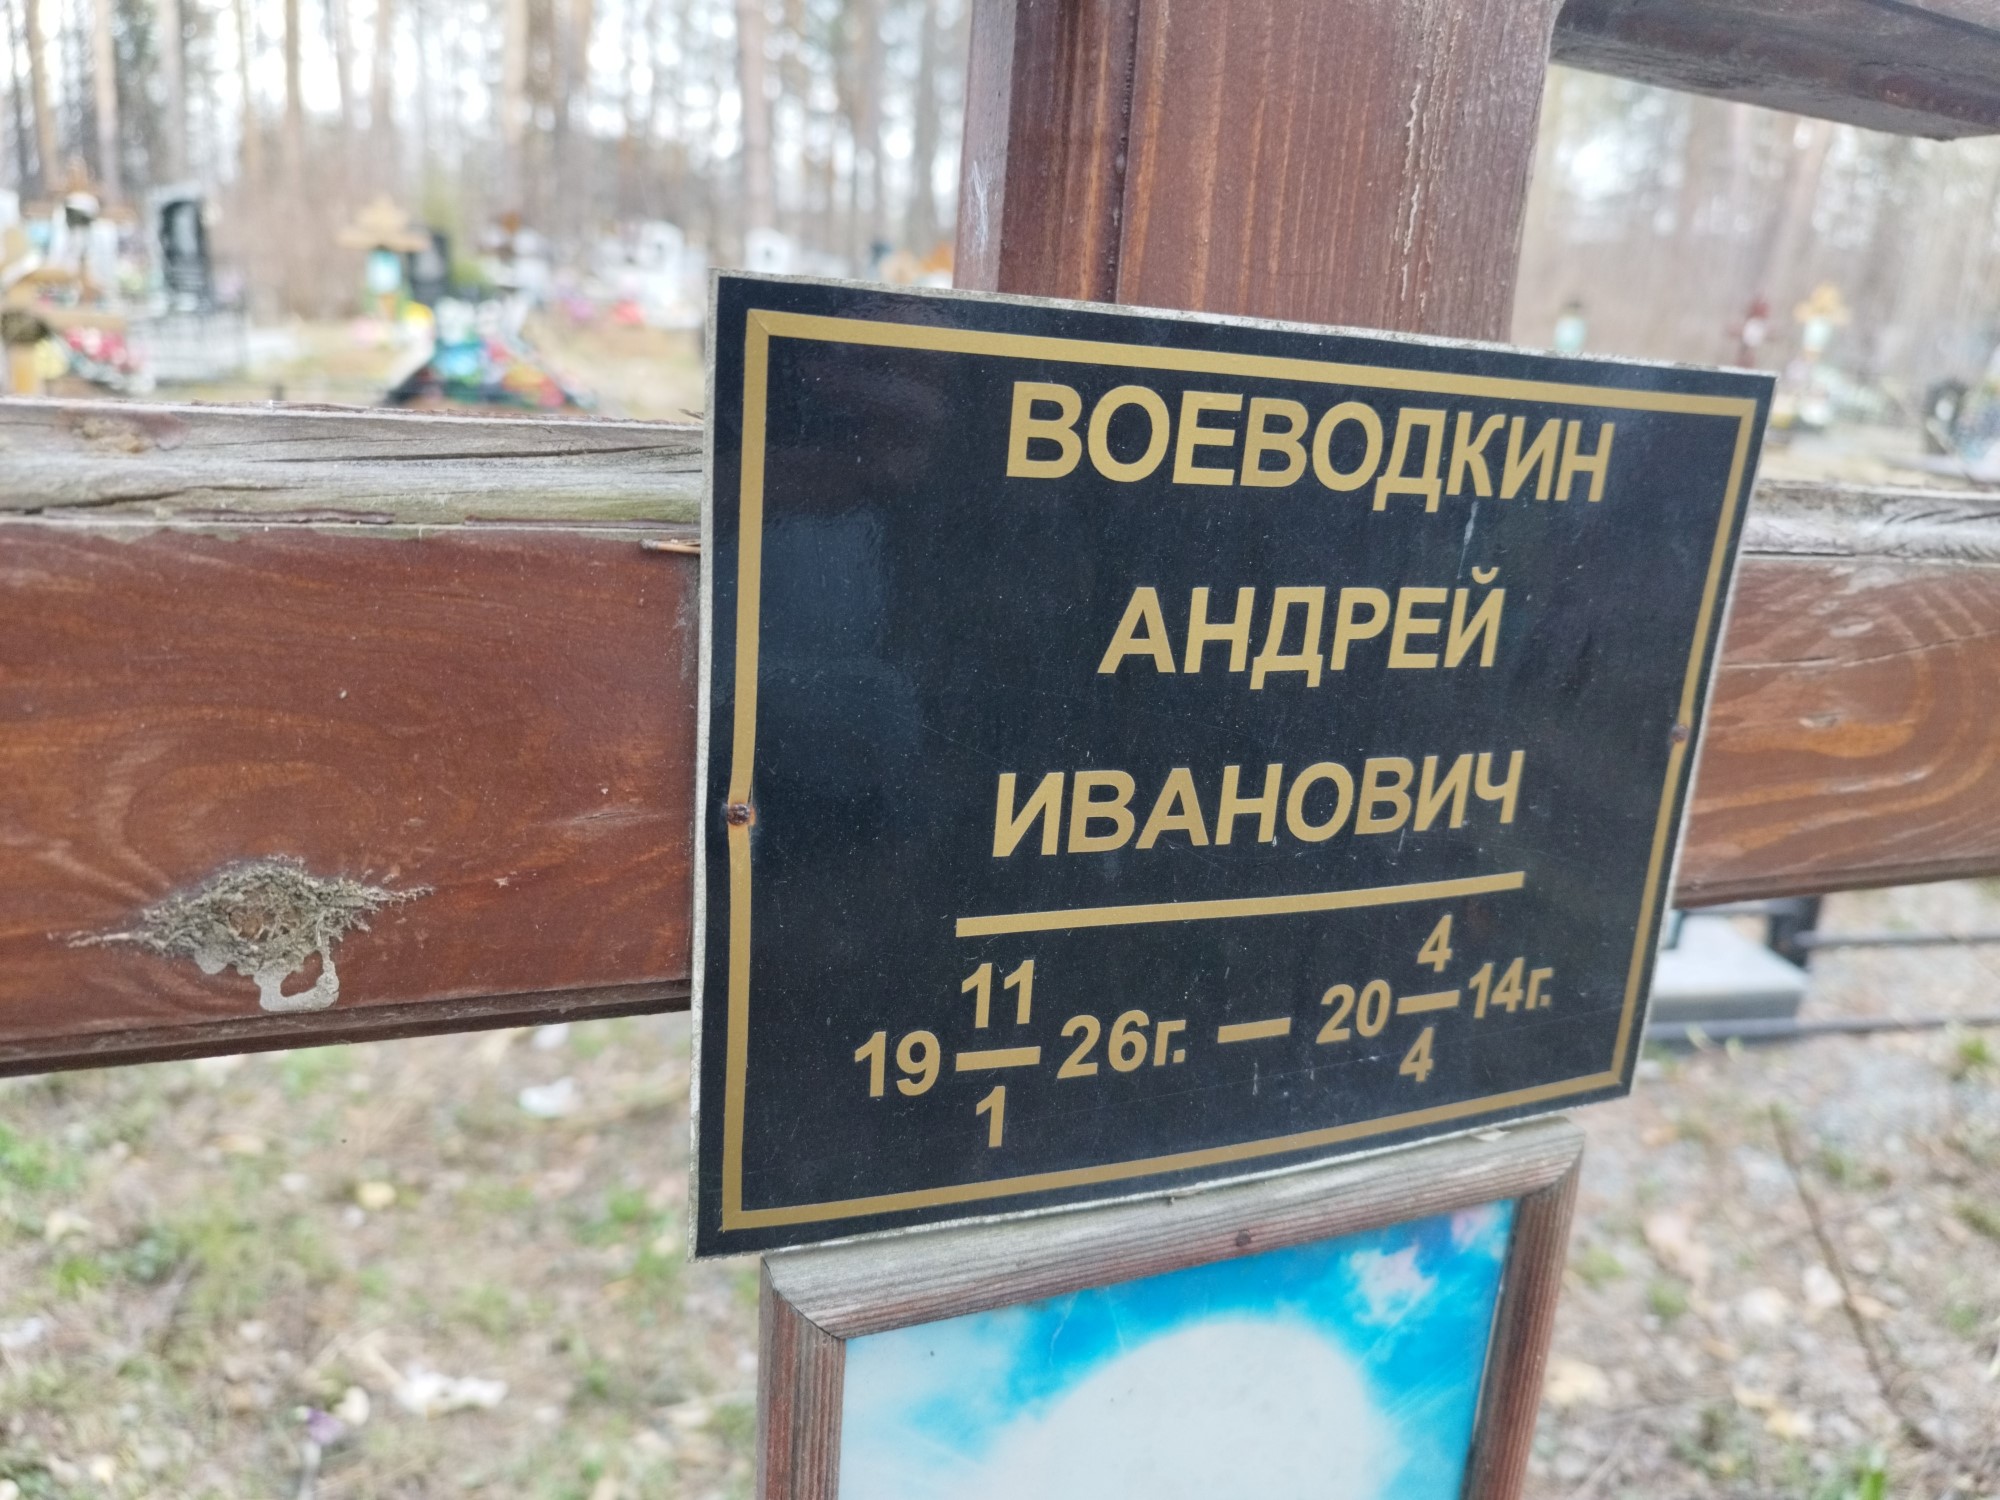 ВОЕВОДКИН
АНДРЕЙ
ИВАНОВИЧ
19 11/1 26г. — 20 4/4 14г.